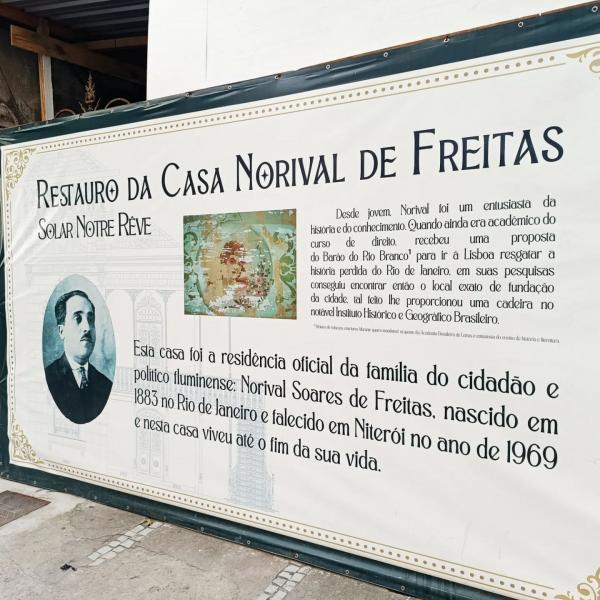 RESTAURO DA CASA NORIVAL DE FREITAS
SOLAR NOTRE RÊVE
Desde jovem, Norival foi um entusiasta da
história e do conhecimento. Quando ainda era acadêmico do
curso de direito, recebeu uma proposta
do Barão do Rio Branco¹ para ir à Lisboa resgatar a
história perdida do Rio de Janeiro, em suas pesquisas
conseguiu encontrar então o local exato de fundação
da cidade, tal feito lhe proporcionou uma cadeira no
notável Instituto Histórico e Geográfico Brasileiro.
Esta casa foi a residência oficial da família do cidadão e
político fluminense: Norival Soares de Freitas, nascido em
1883 no Rio de Janeiro e falecido em Niterói no ano de 1969
e nesta casa viveu até o fim da sua vida.